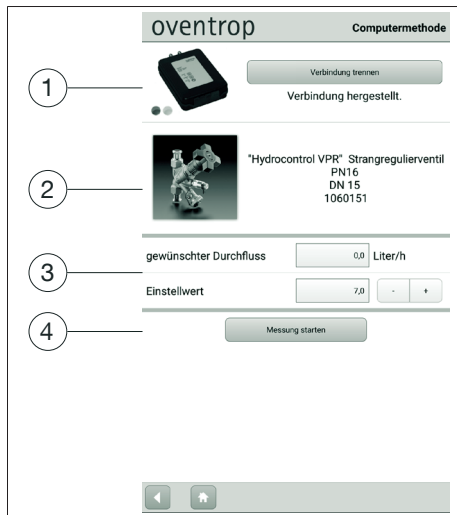 oventrop
Computermethode
1
Verbindung trennen
Verbindung hergestellt.
2
"Hydrocontrol VPR" Strangregulierventil
PN16
DN 15
1060151
3
gewünschter Durchfluss 0,0 Liter/h
Einstellwert 7,0 - +
4
Messung starten